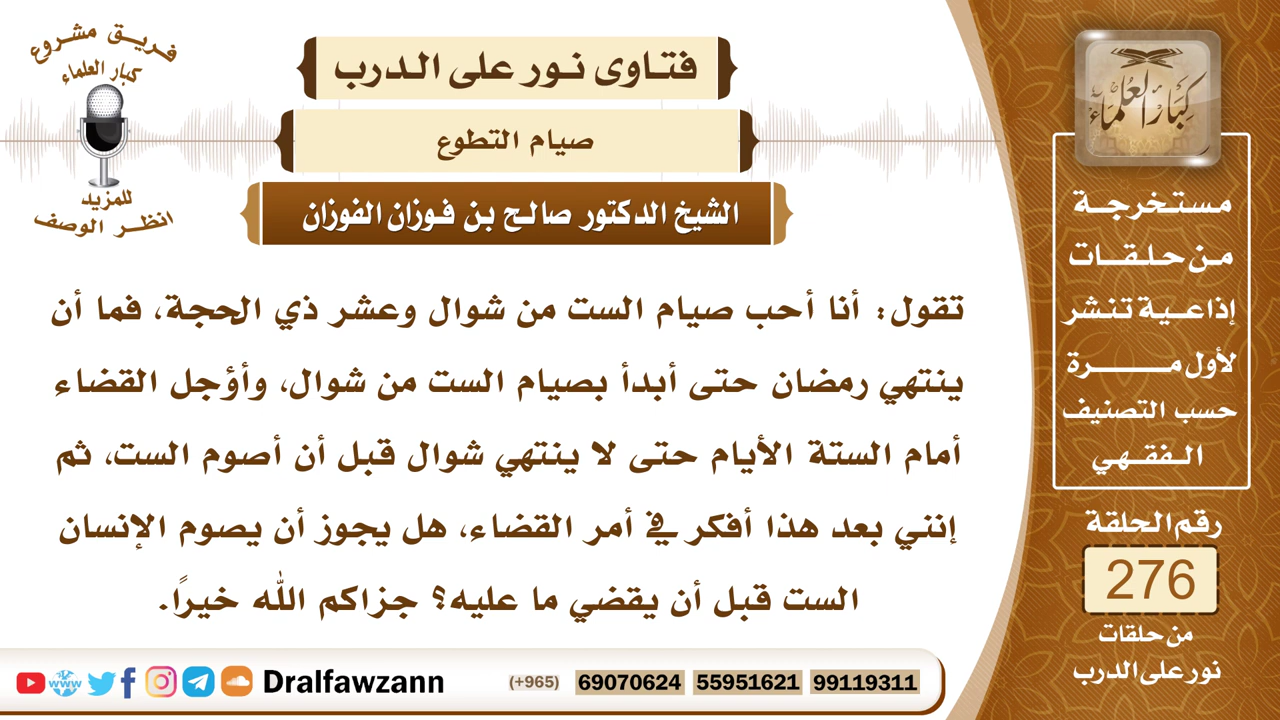 فريق مشروع
كبار العلماء
للمزيد
انظر الوصف
فتاوى نور على الدرب
صيام التطوع
الشيخ الدكتور صالح بن فوزان الفوزان
تقول: أنا أحب صيام الست من شوال وعشر ذي الحجة، فما أن
ينتهي رمضان حتى أبدأ بصيام الست من شوال، وأؤجل القضاء
أمام الستة الأيام حتى لا ينتهي شوال قبل أن أصوم الست، ثم
إنني بعد هذا أفكر في أمر القضاء، هل يجوز أن يصوم الإنسان
الست قبل أن يقضي ما عليه؟ جزاكم الله خيرًا.
كبار العلماء
مستخرجة
من حلقات
إذاعية تنشر
لأول مرة
حسب التصنيف
الفقهي
رقم الحلقة
276
من حلقات
نور على الدرب
www
Dralfawzann
(+965) 69070624 55951621 99119311